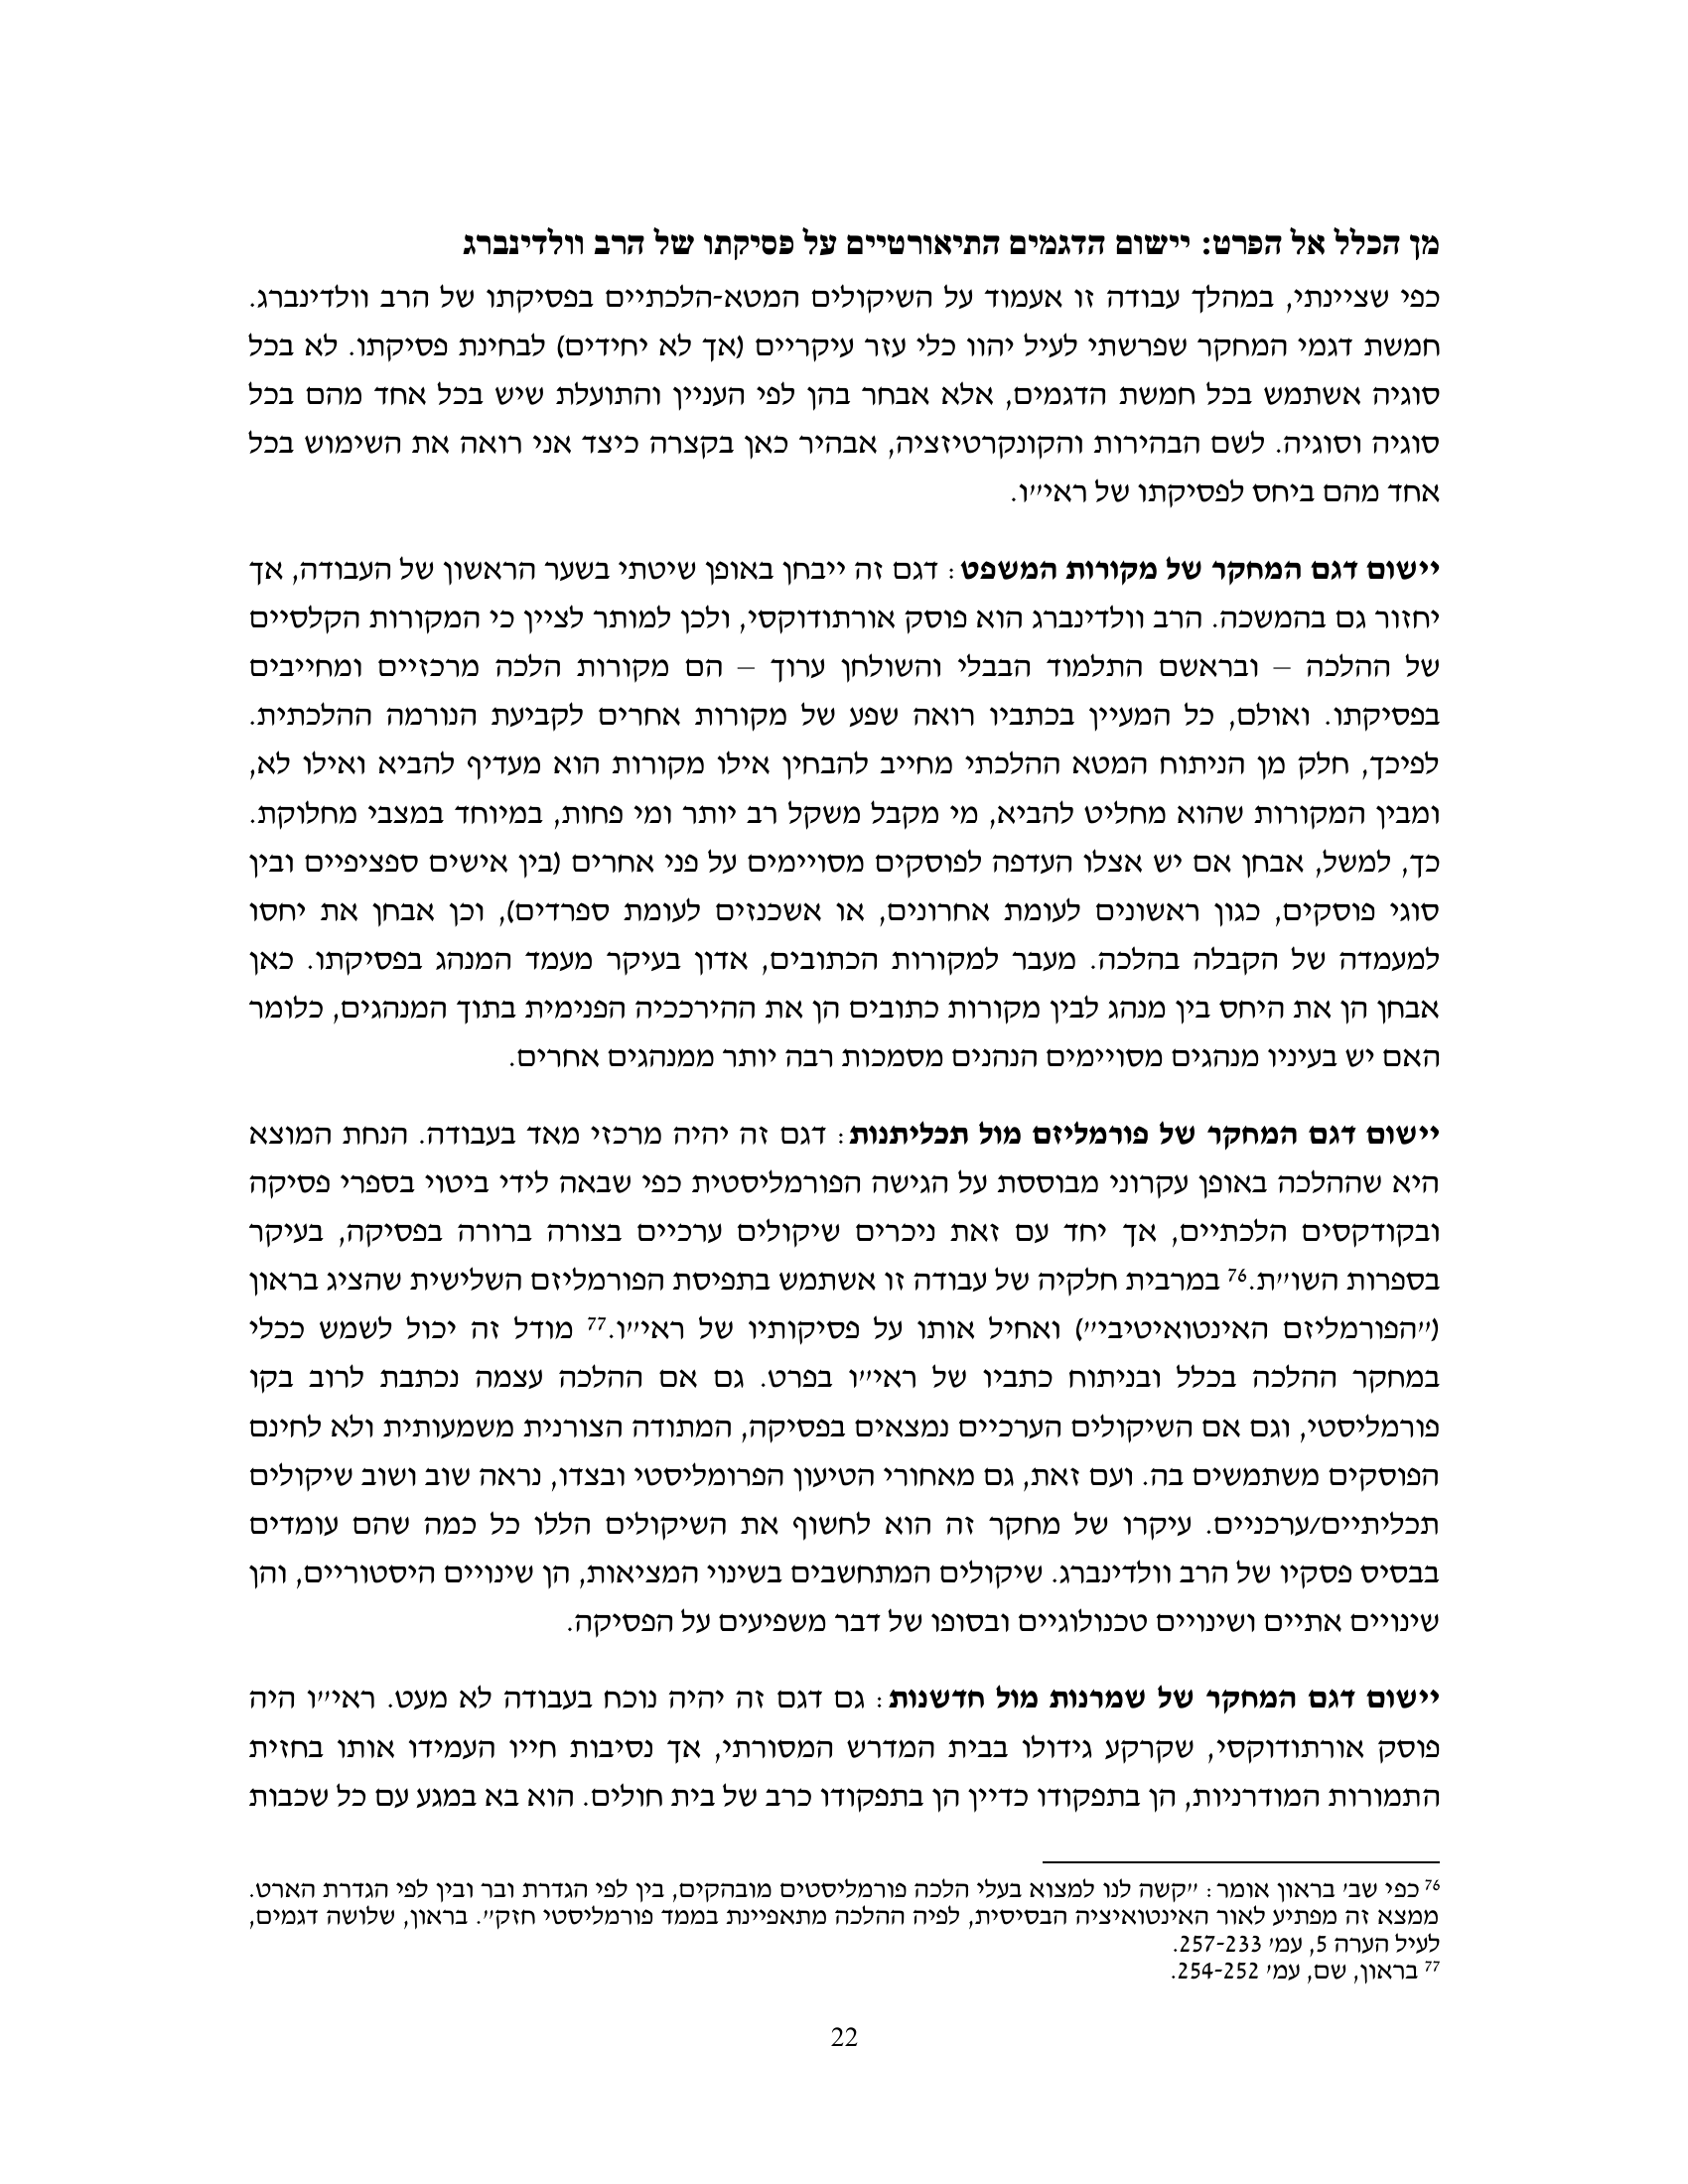 מן הכלל אל הפרט: יישום הדגמים התיאורטיים על פסיקתו של הרב וולדינברג
כפי שציינתי, במהלך עבודה זו אעמוד על השיקולים המטא-הלכתיים בפסיקתו של הרב וולדינברג.
חמשת דגמי המחקר שפרשתי לעיל יהוו כלי עזר עיקריים (אך לא יחידים) לבחינת פסיקתו. לא בכל
סוגיה אשתמש בכל חמשת הדגמים, אלא אבחר בהן לפי העניין והתועלת שיש בכל אחד מהם בכל
סוגיה וסוגיה. לשם הבהירות והקונקרטיזציה, אבהיר כאן בקצרה כיצד אני רואה את השימוש בכל
אחד מהם ביחס לפסיקתו של ראי״ו.
יישום דגם המחקר של מקורות המשפט: דגם זה ייבחן באופן שיטתי בשער הראשון של העבודה, אך
יחזור גם בהמשכה. הרב וולדינברג הוא פוסק אורתודוקסי, ולכן למותר לציין כי המקורות הקלסיים
של ההלכה – ובראשם התלמוד הבבלי והשולחן ערוך – הם מקורות הלכה מרכזיים ומחייבים
בפסיקתו. ואולם, כל המעיין בכתביו רואה שפע של מקורות אחרים לקביעת הנורמה ההלכתית.
לפיכך, חלק מן הניתוח המטא ההלכתי מחייב להבחין אילו מקורות הוא מעדיף להביא ואילו לא,
ומבין המקורות שהוא מחליט להביא, מי מקבל משקל רב יותר ומי פחות, במיוחד במצבי מחלוקת.
כך, למשל, אבחן אם יש אצלו העדפה לפוסקים מסויימים על פני אחרים (בין אישים ספציפיים ובין
סוגי פוסקים, כגון ראשונים לעומת אחרונים, או אשכנזים לעומת ספרדים), וכן אבחן את יחסו
למעמדה של הקבלה בהלכה. מעבר למקורות הכתובים, אדון בעיקר מעמד המנהג בפסיקתו. כאן
אבחן הן את היחס בין מנהג לבין מקורות כתובים הן את ההירככיה הפנימית בתוך המנהגים, כלומר
האם יש בעיניו מנהגים מסויימים הנהנים מסמכות רבה יותר ממנהגים אחרים.
יישום דגם המחקר של פורמליזם מול תכליתנות: דגם זה יהיה מרכזי מאד בעבודה. הנחת המוצא
היא שההלכה באופן עקרוני מבוססת על הגישה הפורמליסטית כפי שבאה לידי ביטוי בספרי פסיקה
ובקודקסים הלכתיים, אך יחד עם זאת ניכרים שיקולים ערכיים בצורה ברורה בפסיקה, בעיקר
בספרות השו״ת.76 במרבית חלקיה של עבודה זו אשתמש בתפיסת הפורמליזם השלישית שהציג בראון
(״הפורמליזם האינטואיטיבי״) ואחיל אותו על פסיקותיו של ראי״ו.77 מודל זה יכול לשמש ככלי
במחקר ההלכה בכלל ובניתוח כתביו של ראי״ו בפרט. גם אם ההלכה עצמה נכתבת לרוב בקו
פורמליסטי, וגם אם השיקולים הערכיים נמצאים בפסיקה, המתודה הצורנית משמעותית ולא לחינם
הפוסקים משתמשים בה. ועם זאת, גם מאחורי הטיעון הפרומליסטי ובצדו, נראה שוב ושוב שיקולים
תכליתיים/ערכניים. עיקרו של מחקר זה הוא לחשוף את השיקולים הללו כל כמה שהם עומדים
בבסיס פסקיו של הרב וולדינברג. שיקולים המתחשבים בשינוי המציאות, הן שינויים היסטוריים, והן
שינויים אתיים ושינויים טכנולוגיים ובסופו של דבר משפיעים על הפסיקה.
יישום דגם המחקר של שמרנות מול חדשנות: גם דגם זה יהיה נוכח בעבודה לא מעט. ראי״ו היה
פוסק אורתודוקסי, שקרקע גידולו בבית המדרש המסורתי, אך נסיבות חייו העמידו אותו בחזית
התמורות המודרניות, הן בתפקודו כדיין הן בתפקודו כרב של בית חולים. הוא בא במגע עם כל שכבות
76 כפי שב׳ בראון אומר: ״קשה לנו למצוא בעלי הלכה פורמליסטים מובהקים, בין לפי הגדרת ובר ובין לפי הגדרת הארט.
ממצא זה מפתיע לאור האינטואיציה הבסיסית, לפיה ההלכה מתאפיינת בממד פורמליסטי חזק״. בראון, שלושה דגמים,
לעיל הערה 5, עמ׳ 257-233.
77 בראון, שם, עמ׳ 254-252.
22